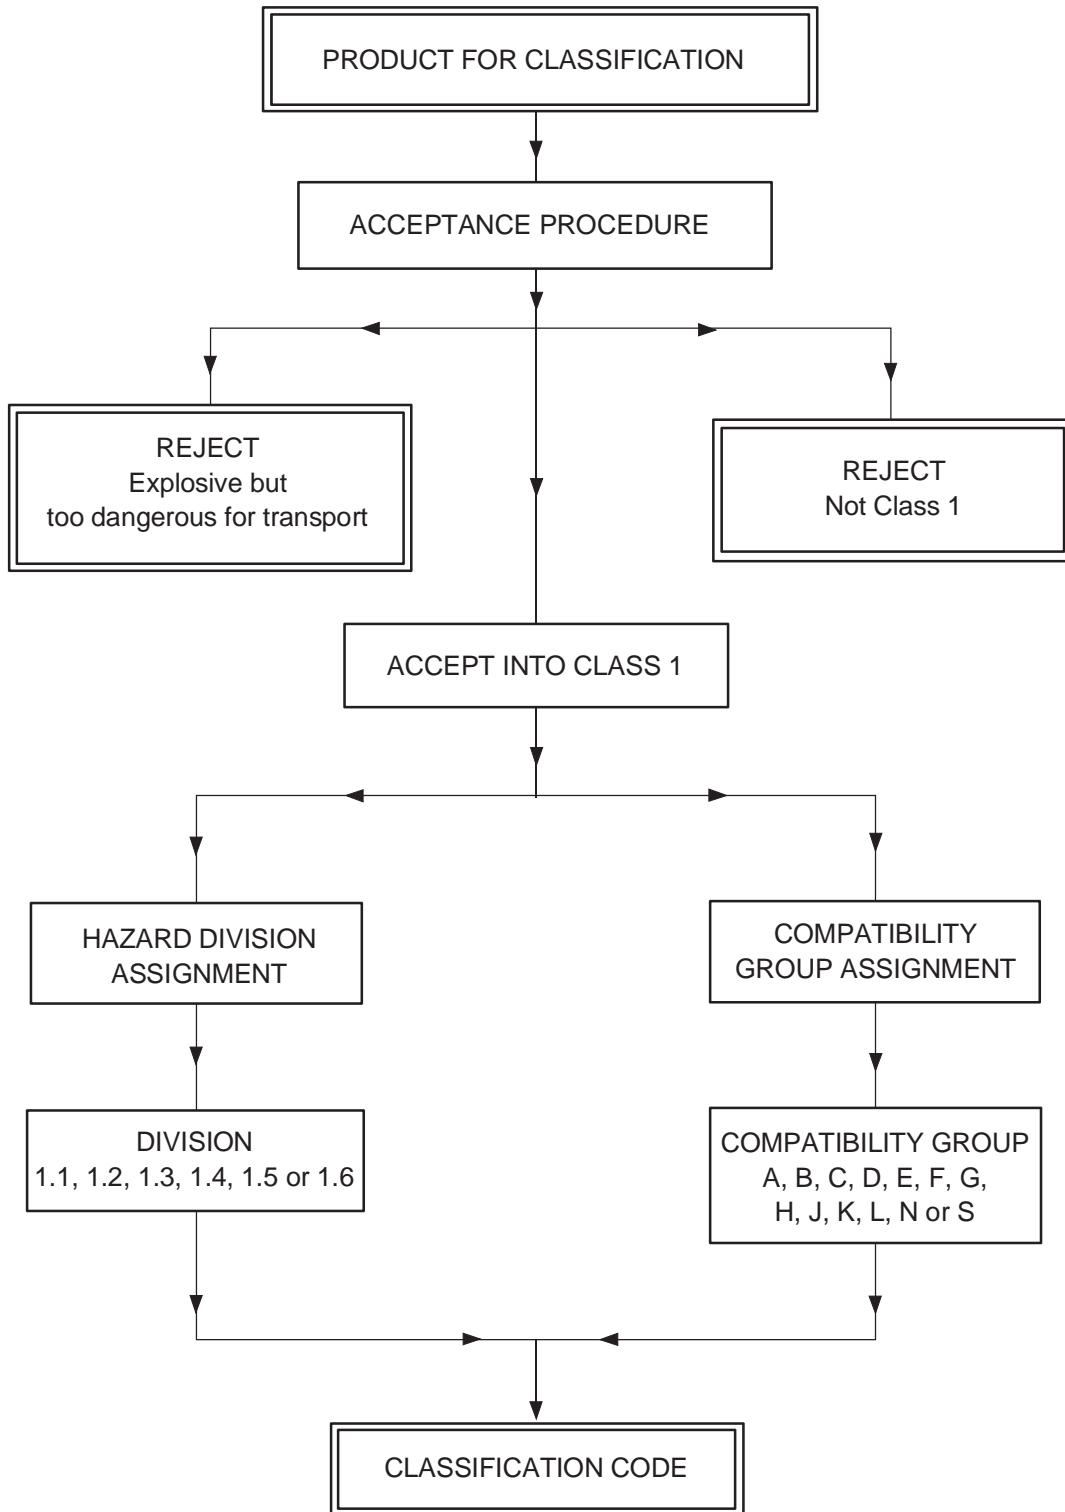 PRODUCT FOR CLASSIFICATION
ACCEPTANCE PROCEDURE
REJECT
Explosive but
too dangerous for transport
REJECT
Not Class 1
ACCEPT INTO CLASS 1
HAZARD DIVISION
ASSIGNMENT
COMPATIBILITY
GROUP ASSIGNMENT
DIVISION
1.1, 1.2, 1.3, 1.4, 1.5 or 1.6
COMPATIBILITY GROUP
A, B, C, D, E, F, G,
H, J, K, L, N or S
CLASSIFICATION CODE